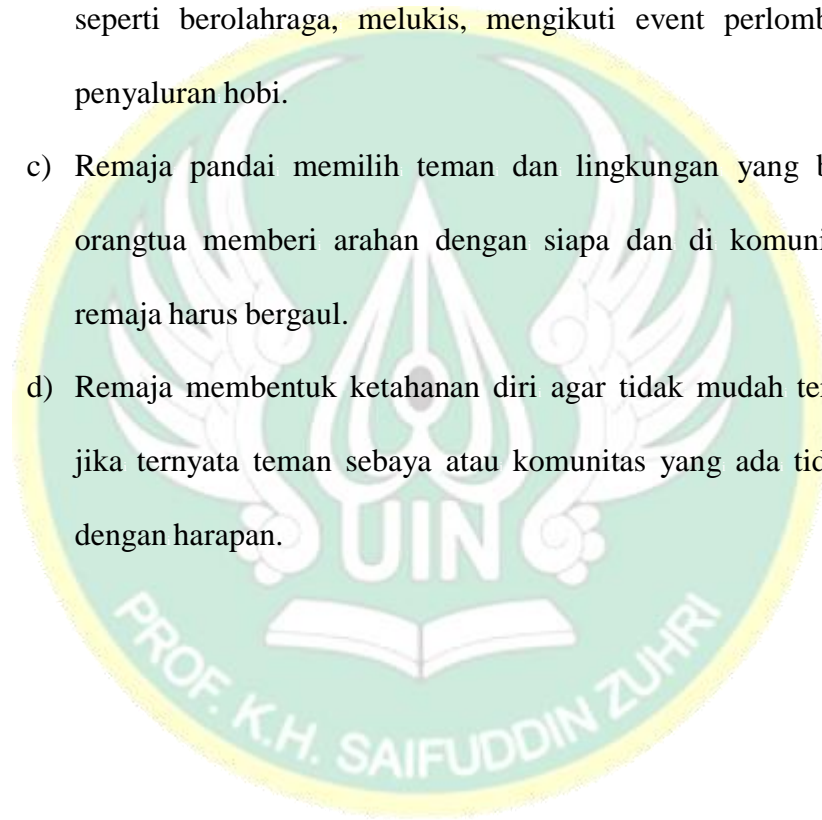 seperti berolahraga, melukis, mengikuti event perlomb
penyaluran hobi.
c) Remaja pandai memilih teman dan lingkungan yang b
orangtua memberi arahan dengan siapa dan di komuni
remaja harus bergaul.
d) Remaja membentuk ketahanan diri agar tidak mudah te
jika ternyata teman sebaya atau komunitas yang ada tid
dengan harapan.
UIN
PROF. K.H. SAIFUDDIN ZUHRI